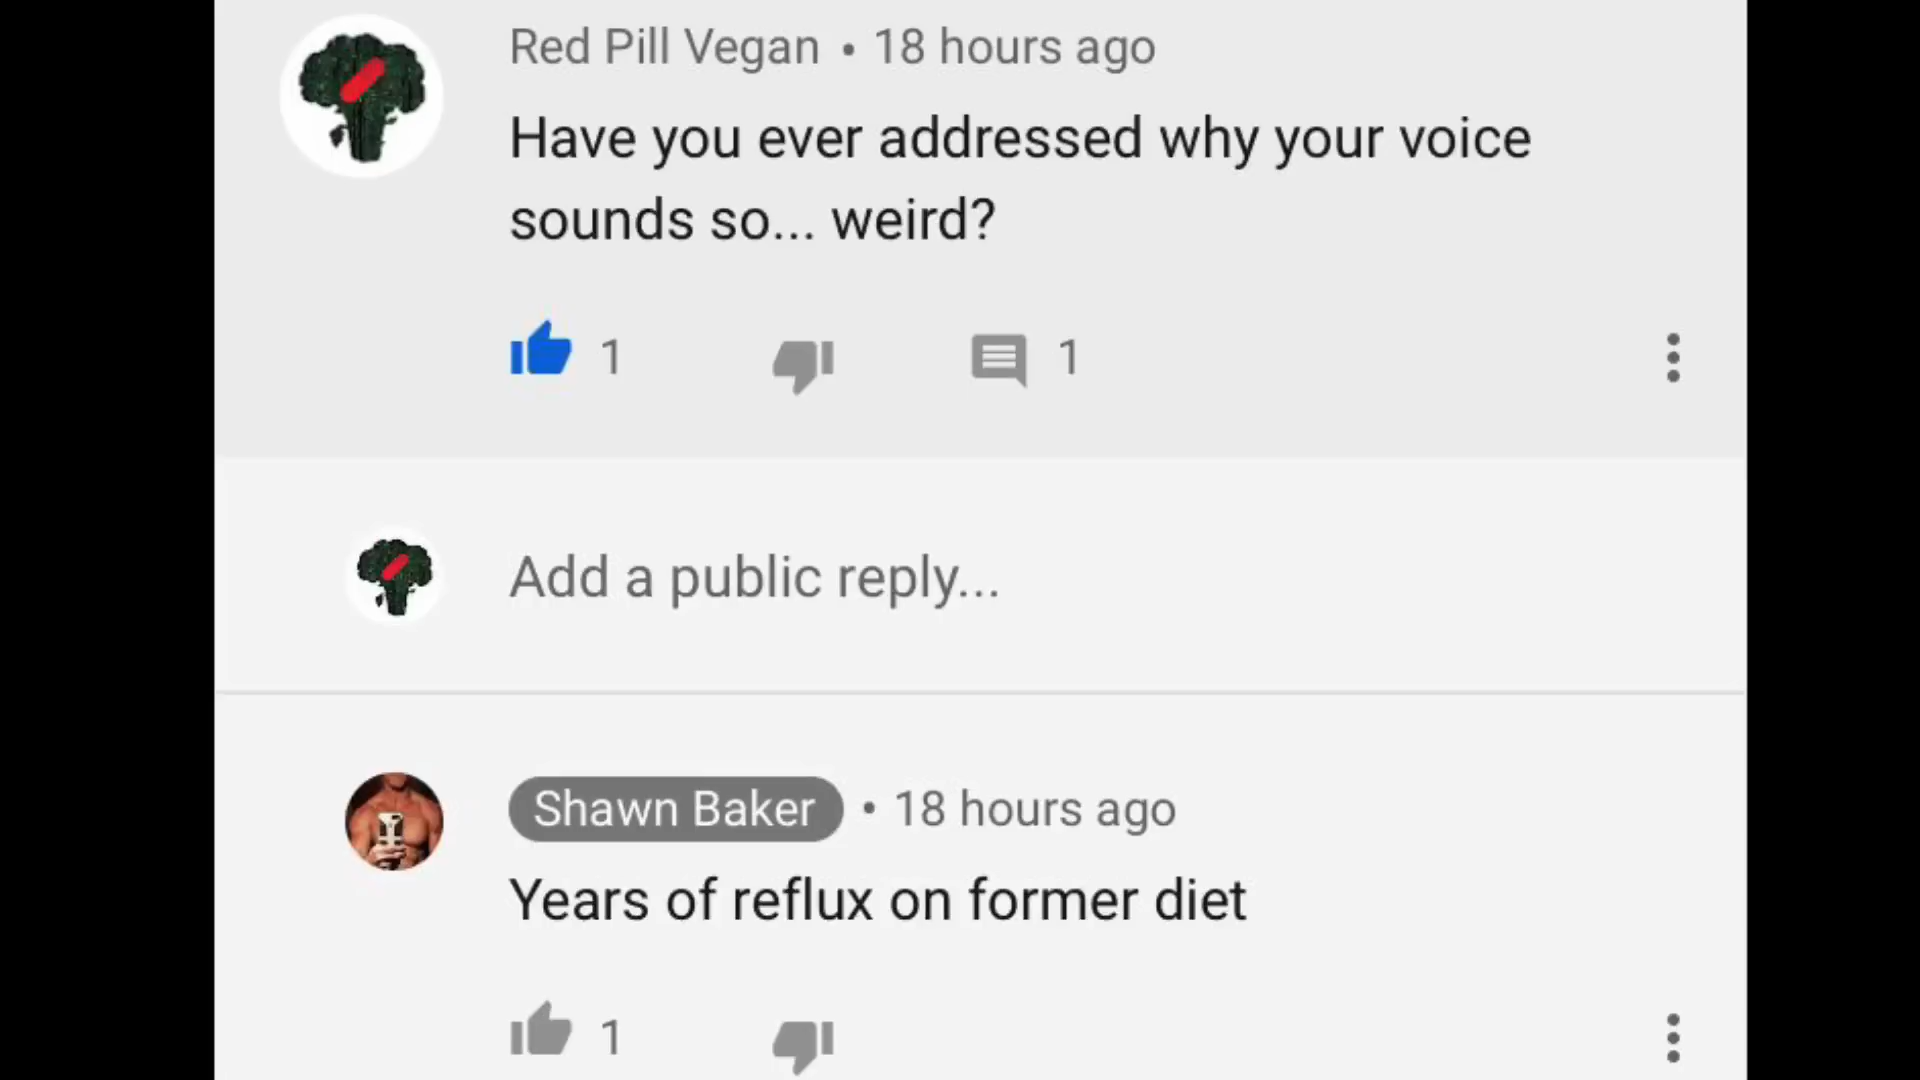 Red Pill Vegan • 18 hours ago
Have you ever addressed why your voice
sounds so... weird?
1
1
Add a public reply...
Shawn Baker • 18 hours ago
Years of reflux on former diet
1